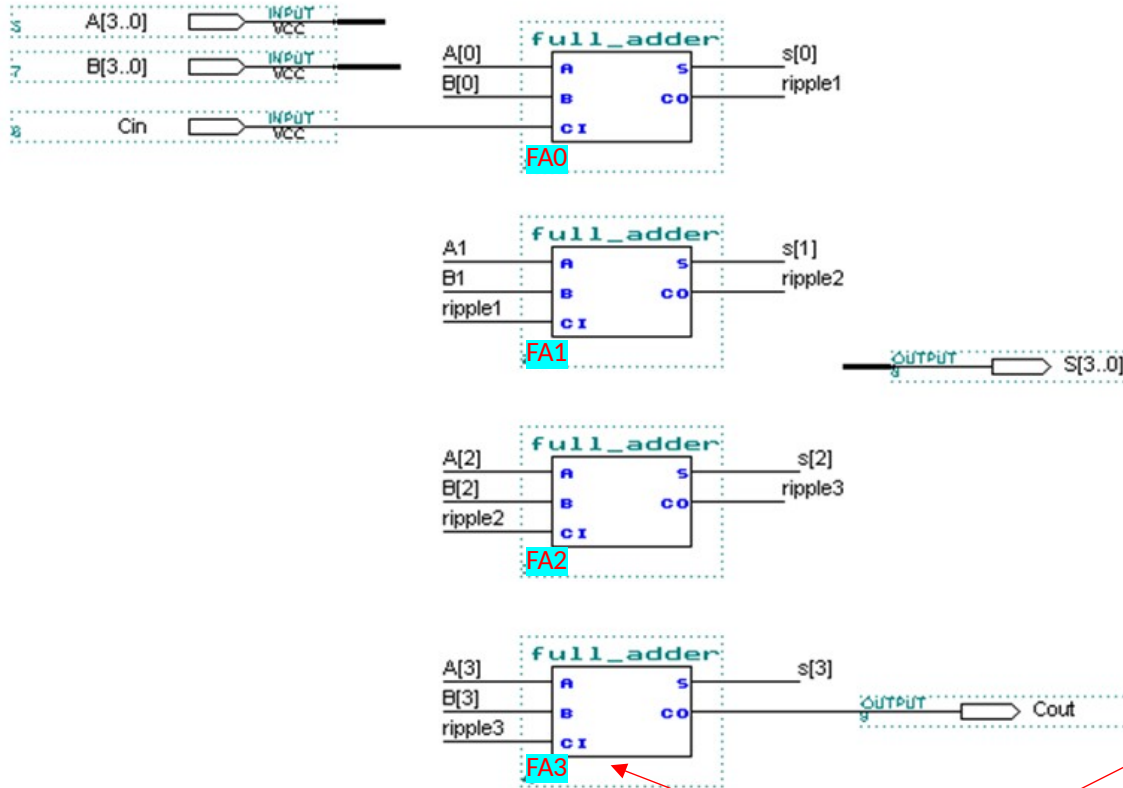 5 A[3..0] INPUT VCC
7 B[3..0] INPUT VCC
Cin INPUT VCC
full_adder
A[0] A S s[0]
B[0] B CO ripple1
CI
FA0
full_adder
A1 A S s[1]
B1 B CO ripple2
ripple1 CI
FA1
OUTPUT S[3..0]
full_adder
A[2] A S s[2]
B[2] B CO ripple3
ripple2 CI
FA2
full_adder
A[3] A S s[3]
B[3] B CO OUTPUT Cout
ripple3 CI
FA3